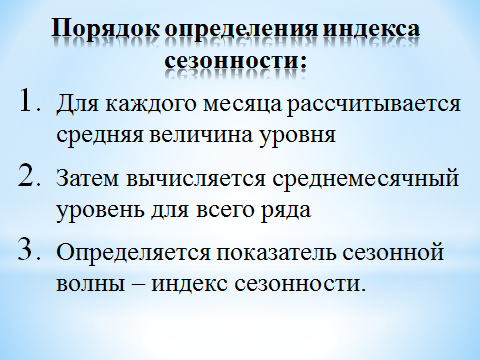 Порядок определения индекса
сезонности:
1. Для каждого месяца рассчитывается
средняя величина уровня
2. Затем вычисляется среднемесячный
уровень для всего ряда
3. Определяется показатель сезонной
волны – индекс сезонности.